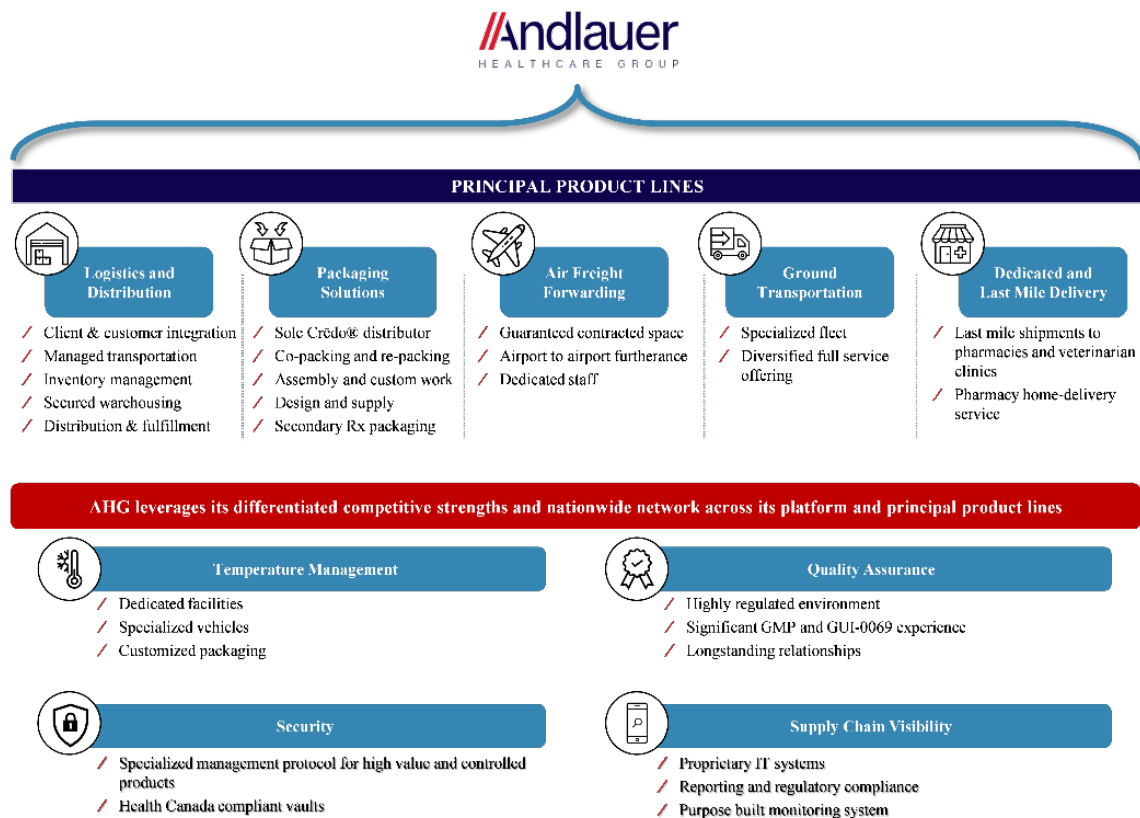 Andlauer
HEALTHCARE GROUP
PRINCIPAL PRODUCT LINES
Logistics and
Distribution
Client & customer integration
Managed transportation
Inventory management
Secured warehousing
Distribution & fulfillment
Packaging
Solutions
Sole Crēdo® distributor
Co-packing and re-packing
Assembly and custom work
Design and supply
Secondary Rx packaging
Air Freight
Forwarding
Guaranteed contracted space
Airport to airport furtherance
Dedicated staff
Ground
Transportation
Specialized fleet
Diversified full service
offering
Dedicated and
Last Mile Delivery
Last mile shipments to
pharmacies and veterinarian
clinics
Pharmacy home-delivery
service
AHG leverages its differentiated competitive strengths and nationwide network across its platform and principal product lines
Temperature Management
Dedicated facilities
Specialized vehicles
Customized packaging
Quality Assurance
Highly regulated environment
Significant GMP and GUI-0069 experience
Longstanding relationships
Security
Specialized management protocol for high value and controlled
products
Health Canada compliant vaults
Supply Chain Visibility
Proprietary IT systems
Reporting and regulatory compliance
Purpose built monitoring system